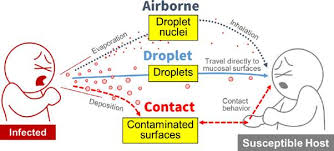 Airborne
Droplet
nuclei
Evaporation
Inhalation
Droplet
Droplets
Travel directly to
mucosal surfaces
Deposition
Contact
Contact
behavior
Contaminated
surfaces
Infected
Susceptible Host